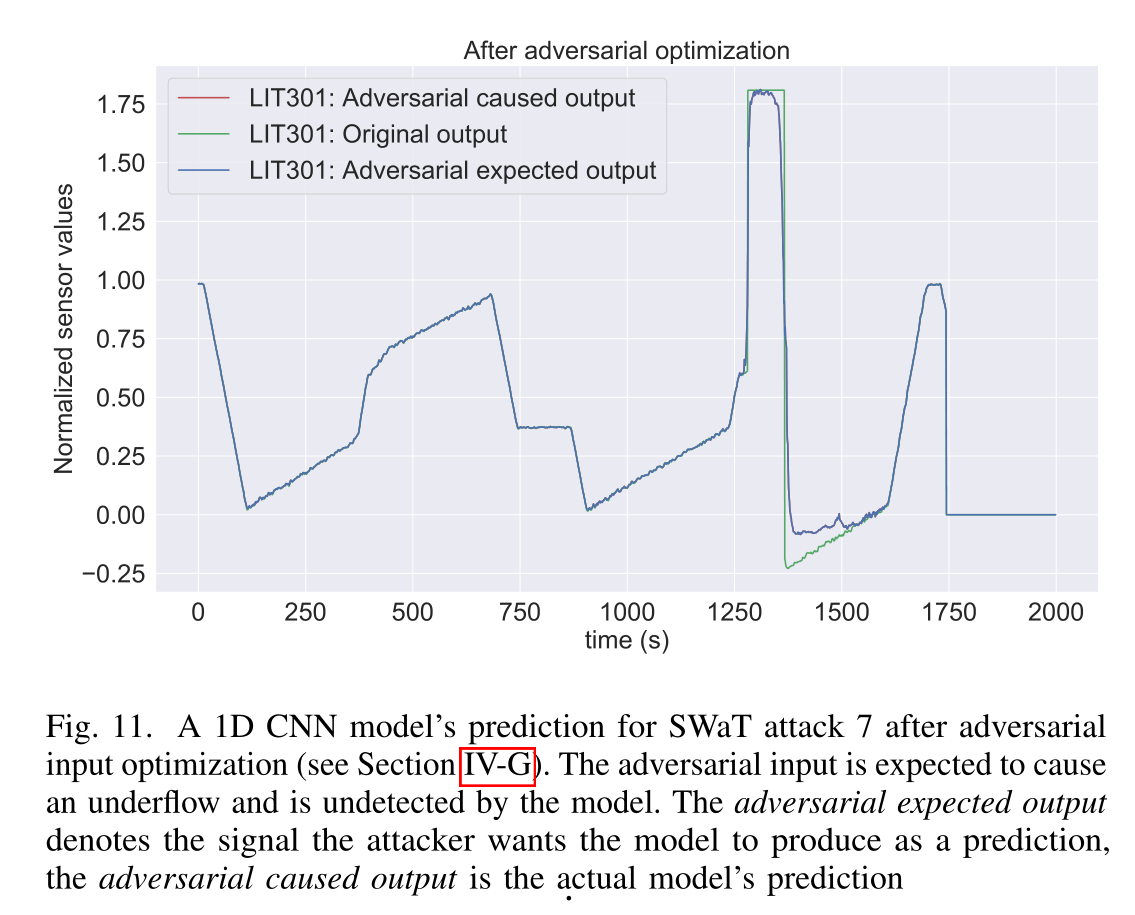 After adversarial optimization
LIT301: Adversarial caused output
LIT301: Original output
LIT301: Adversarial expected output
Normalized sensor values
1.75
1.50
1.25
1.00
0.75
0.50
0.25
0.00
−0.25
0 250 500 750 1000 1250 1500 1750 2000
time (s)
Fig. 11. A 1D CNN model's prediction for SWaT attack 7 after adversarial
input optimization (see Section IV-G). The adversarial input is expected to cause
an underflow and is undetected by the model. The adversarial expected output
denotes the signal the attacker wants the model to produce as a prediction,
the adversarial caused output is the actual model's prediction